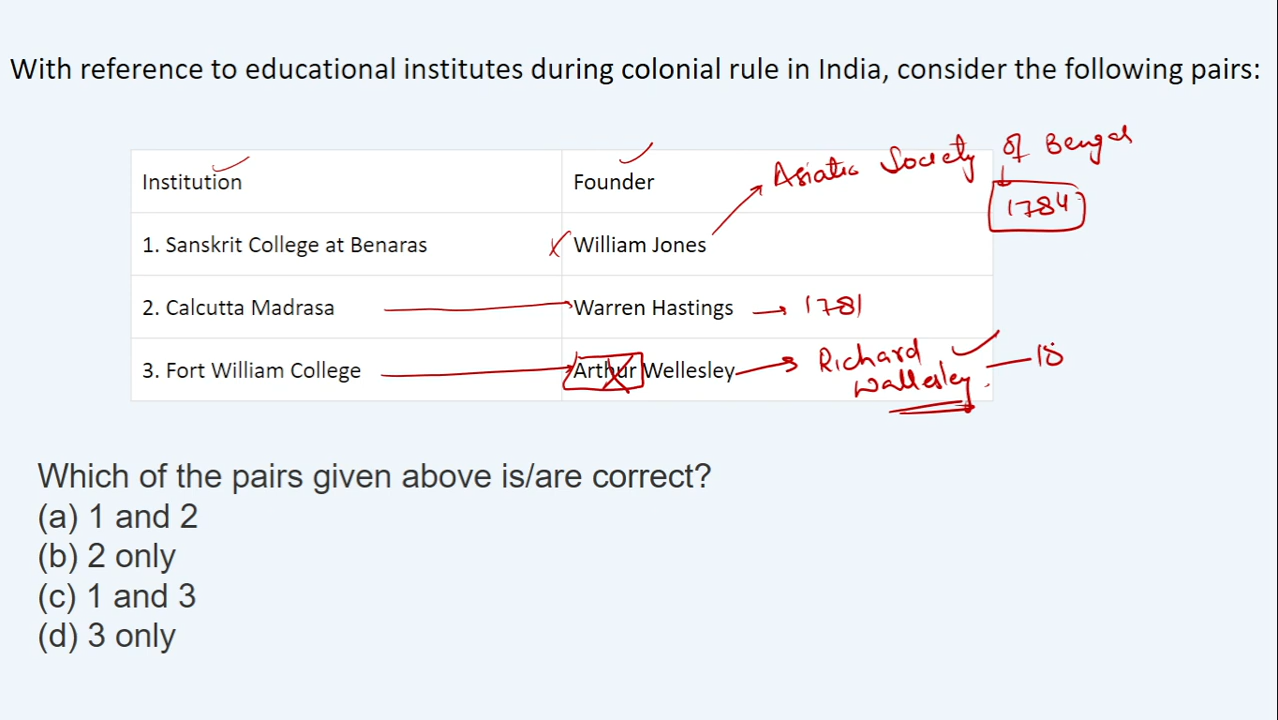 With reference to educational institutes during colonial rule in India, consider the following pairs:
Asiatic Society of Bengal
1784
Institution Founder
1. Sanskrit College at Benaras William Jones
2. Calcutta Madrasa Warren Hastings → 1781
3. Fort William College Arthur Wellesley → Richard Wallesley 18
Which of the pairs given above is/are correct?
(a) 1 and 2
(b) 2 only
(c) 1 and 3
(d) 3 only